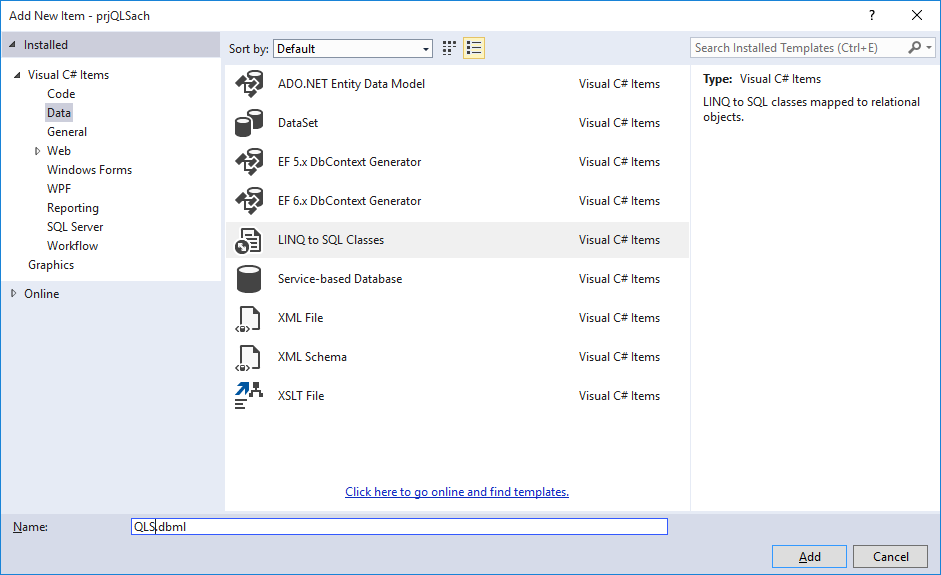 Add New Item - prjQLSach
?
Installed
Sort by: Default
Search Installed Templates (Ctrl+E)
Visual C# Items
Code
Data
General
Web
Windows Forms
WPF
Reporting
SQL Server
Workflow
Graphics
Online
ADO.NET Entity Data Model Visual C# Items
DataSet Visual C# Items
EF 5.x DbContext Generator Visual C# Items
EF 6.x DbContext Generator Visual C# Items
LINQ to SQL Classes Visual C# Items
Service-based Database Visual C# Items
XML File Visual C# Items
XML Schema Visual C# Items
XSLT File Visual C# Items
Click here to go online and find templates.
Type: Visual C# Items
LINQ to SQL classes mapped to relational
objects.
Name: QLS.dbml
Add Cancel